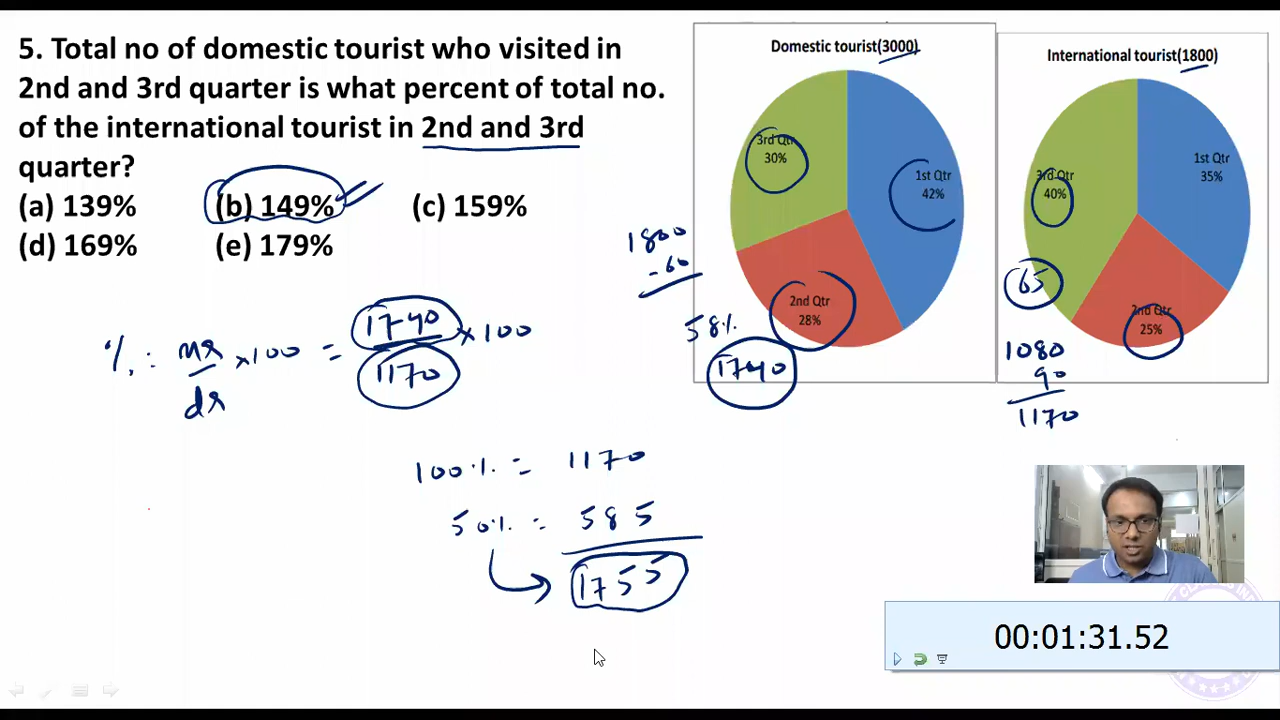 5. Total no of domestic tourist who visited in
2nd and 3rd quarter is what percent of total no.
of the international tourist in 2nd and 3rd
quarter?
(a) 139% (b) 149% (c) 159%
(d) 169% (e) 179%
Domestic tourist(3000)
3rd Qtr
30%
1st Qtr
42%
2nd Qtr
28%
International tourist(1800)
1st Qtr
35%
3rd Qtr
40%
2nd Qtr
25%
1800
-60
58%
1740
65
1080
90
1170
% : × 100 = 1740 × 100
1170
100% = 1170
50% = 585
1755
00:01:31.52